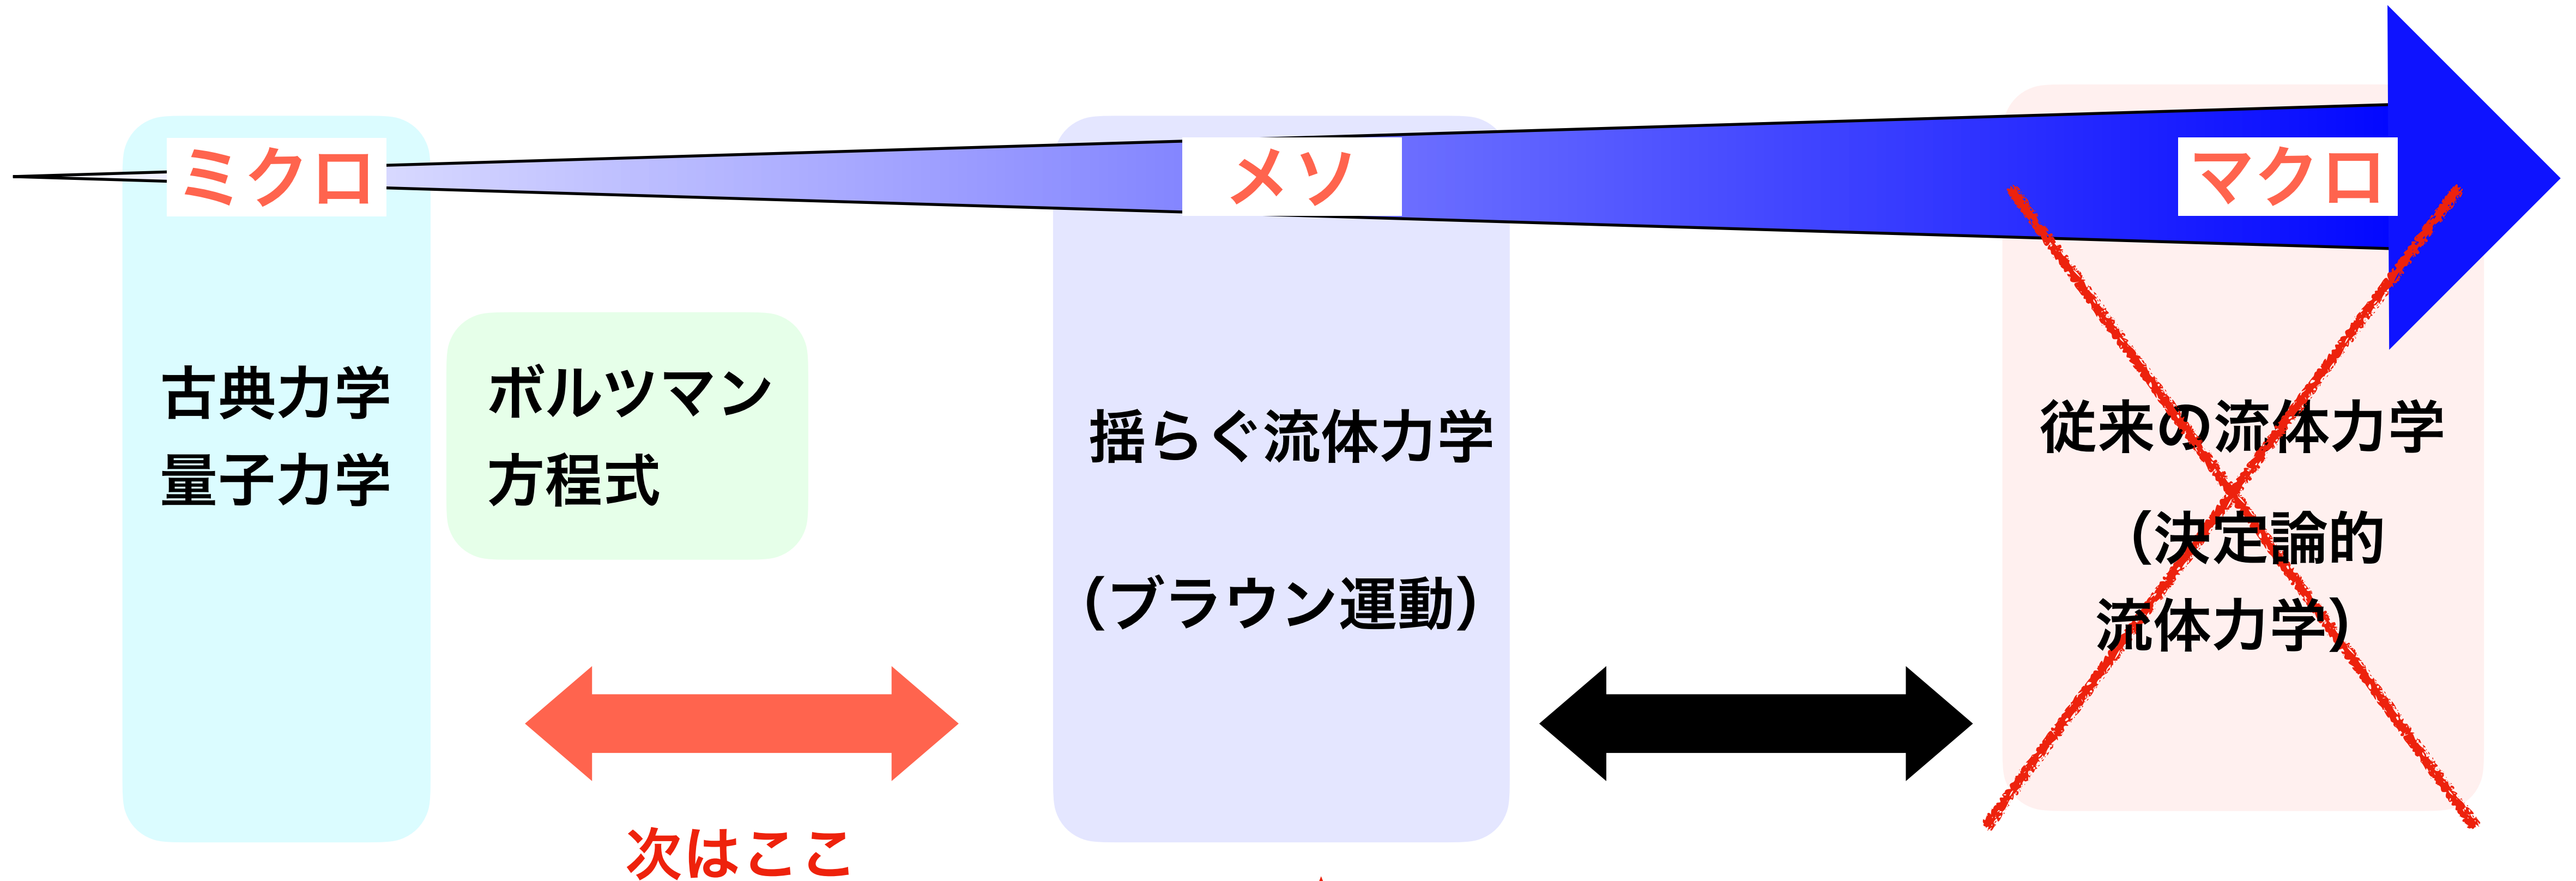 ミクロ
メソ
マクロ
古典力学
量子力学
ボルツマン
方程式
揺らぐ流体力学
（ブラウン運動）
従来の流体力学
（決定論的
流体力学）
次はここ